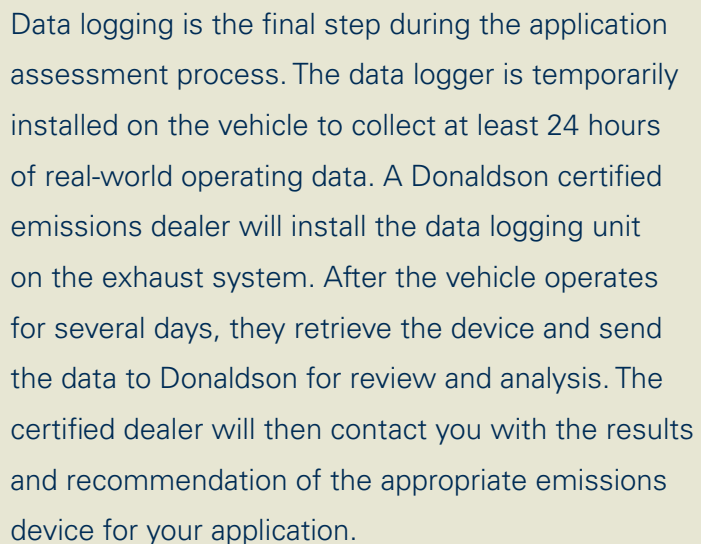 Data logging is the final step during the application
assessment process. The data logger is temporarily
installed on the vehicle to collect at least 24 hours
of real-world operating data. A Donaldson certified
emissions dealer will install the data logging unit
on the exhaust system. After the vehicle operates
for several days, they retrieve the device and send
the data to Donaldson for review and analysis. The
certified dealer will then contact you with the results
and recommendation of the appropriate emissions
device for your application.